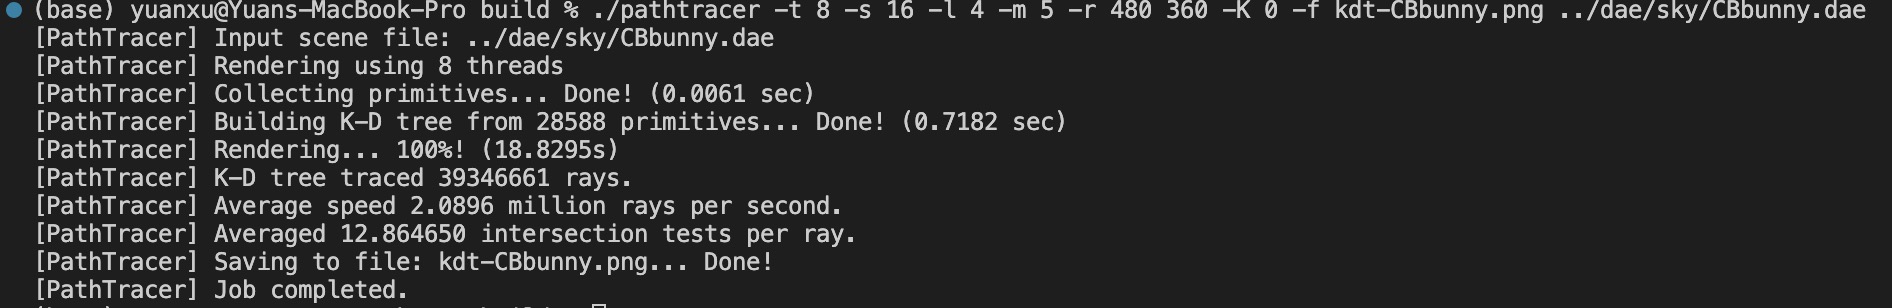 (base) yuanxu@Yuans-MacBook-Pro build % ./pathtracer -t 8 -s 16 -l 4 -m 5 -r 480 360 -K 0 -f kdt-CBbunny.png ../dae/sky/CBbunny.dae
[PathTracer] Input scene file: ../dae/sky/CBbunny.dae
[PathTracer] Rendering using 8 threads
[PathTracer] Collecting primitives... Done! (0.0061 sec)
[PathTracer] Building K-D tree from 28588 primitives... Done! (0.7182 sec)
[PathTracer] Rendering... 100%! (18.8295s)
[PathTracer] K-D tree traced 39346661 rays.
[PathTracer] Average speed 2.0896 million rays per second.
[PathTracer] Averaged 12.864650 intersection tests per ray.
[PathTracer] Saving to file: kdt-CBbunny.png... Done!
[PathTracer] Job completed.